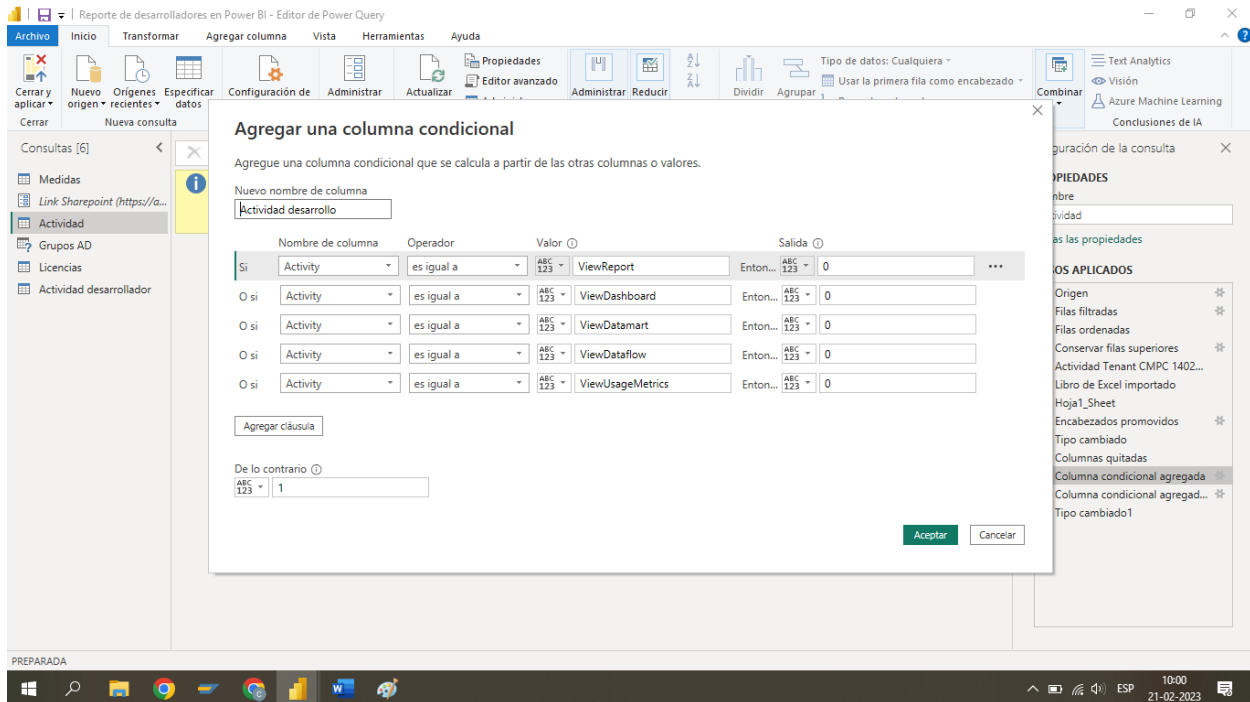 Reporte de desarrolladores en Power BI - Editor de Power Query
Archivo Inicio Transformar Agregar columna Vista Herramientas Ayuda
Cerrar y aplicar
Nuevo origen
Orígenes recientes
Especificar datos
Configuración de
Administrar
Actualizar
Propiedades
Editor avanzado
Administrar
Reducir
Dividir
Agrupar
Tipo de datos: Cualquiera
Usar la primera fila como encabezado
Combinar
Text Analytics
Visión
Azure Machine Learning
Cerrar
Nueva consulta
Conclusiones de IA
Consultas [6]
Medidas
Link Sharepoint (https://a...
Actividad
Grupos AD
Licencias
Actividad desarrollador
Agregar una columna condicional
Agregue una columna condicional que se calcula a partir de las otras columnas o valores.
Nuevo nombre de columna
Actividad desarrollo
Nombre de columna Operador Valor Salida
Si Activity es igual a ABC 123 ViewReport Enton... ABC 123 0 ...
O si Activity es igual a ABC 123 ViewDashboard Enton... ABC 123 0
O si Activity es igual a ABC 123 ViewDatamart Enton... ABC 123 0
O si Activity es igual a ABC 123 ViewDataflow Enton... ABC 123 0
O si Activity es igual a ABC 123 ViewUsageMetrics Enton... ABC 123 0
Agregar cláusula
De lo contrario
ABC 123 1
Aceptar Cancelar
guración de la consulta
OPIEDADES
mbre
ividad
as las propiedades
SOS APLICADOS
Origen
Filas filtradas
Filas ordenadas
Conservar filas superiores
Actividad Tenant CMPC 1402...
Libro de Excel importado
Hoja1_Sheet
Encabezados promovidos
Tipo cambiado
Columnas quitadas
Columna condicional agregada
Columna condicional agregad...
Tipo cambiado1
PREPARADA
ESP
10:00
21-02-2023